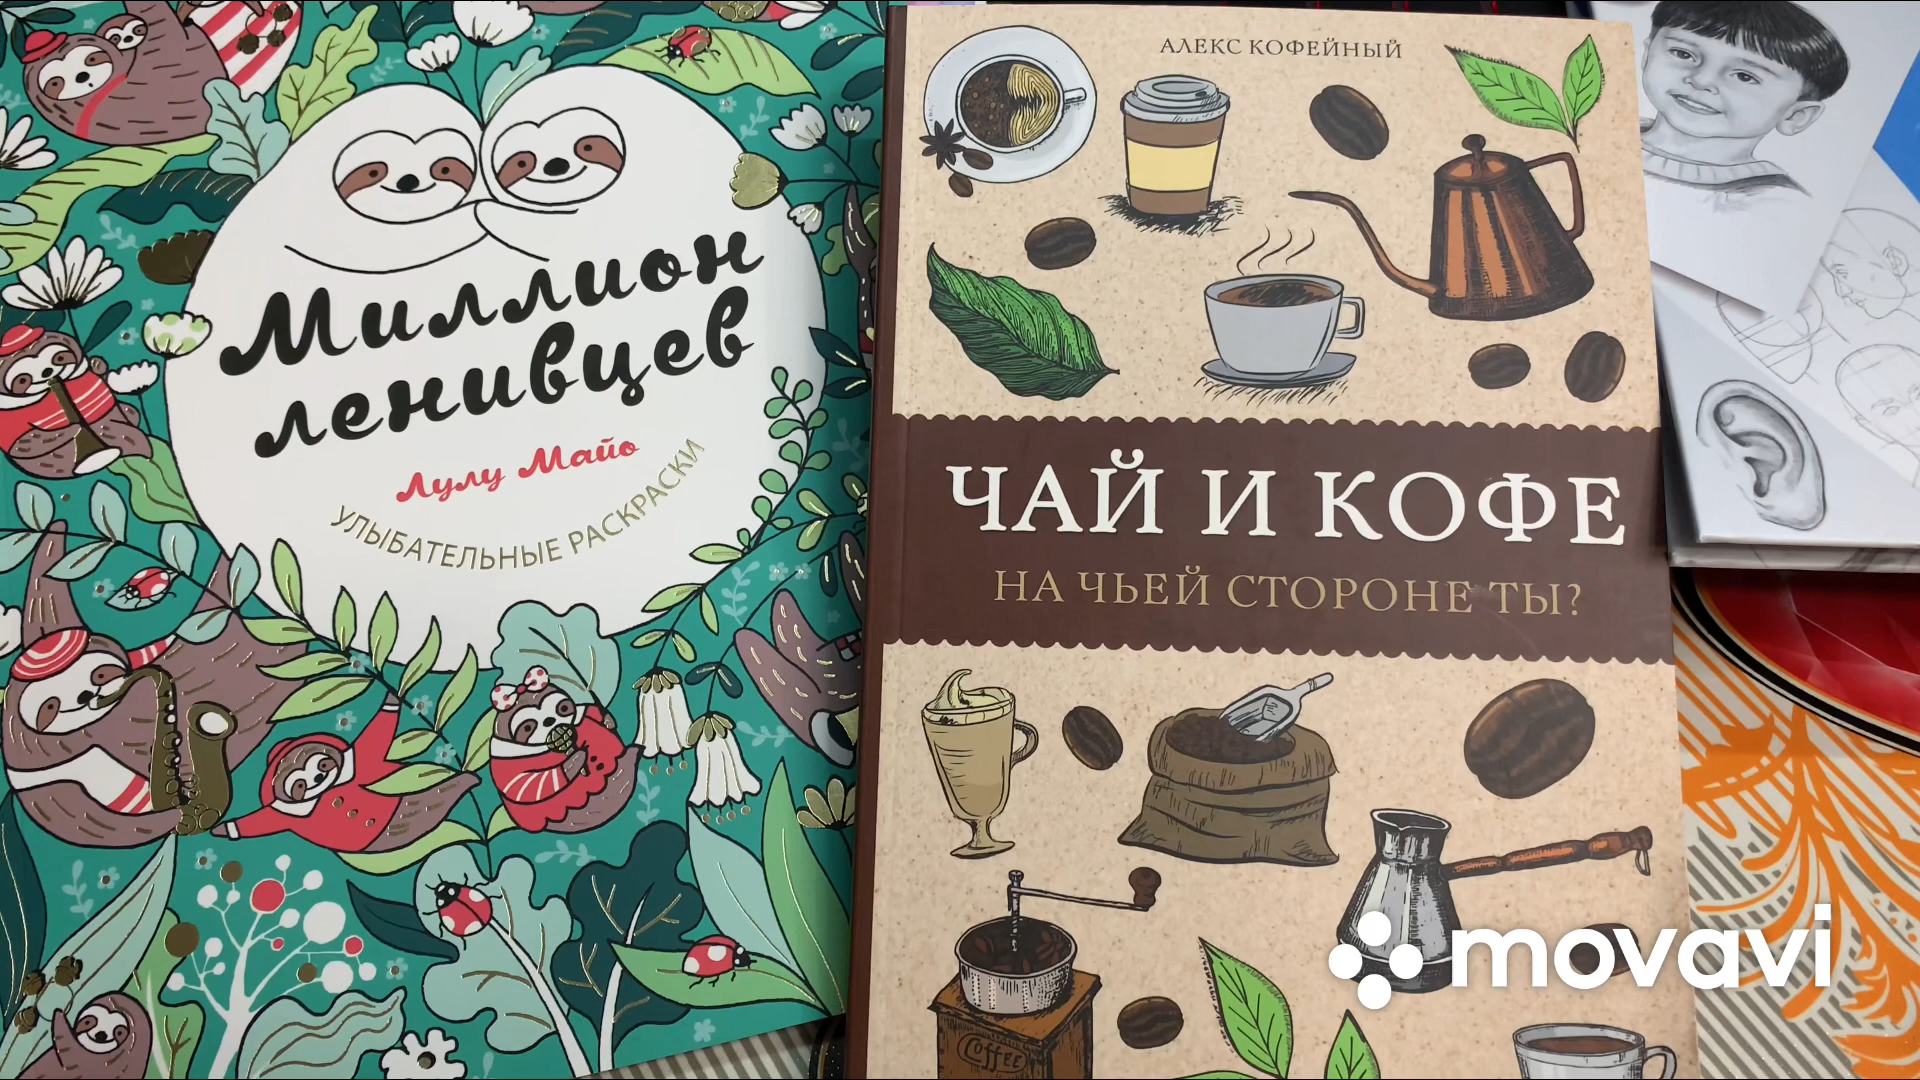 Миллион
ленивцев
Лулу Майо
УЛЫБАТЕЛЬНЫЕ РАСКРАСКИ
АЛЕКС КОФЕЙНЫЙ
ЧАЙ И КОФЕ
НА ЧЬЕЙ СТОРОНЕ ТЫ?
COFFEE
movavi